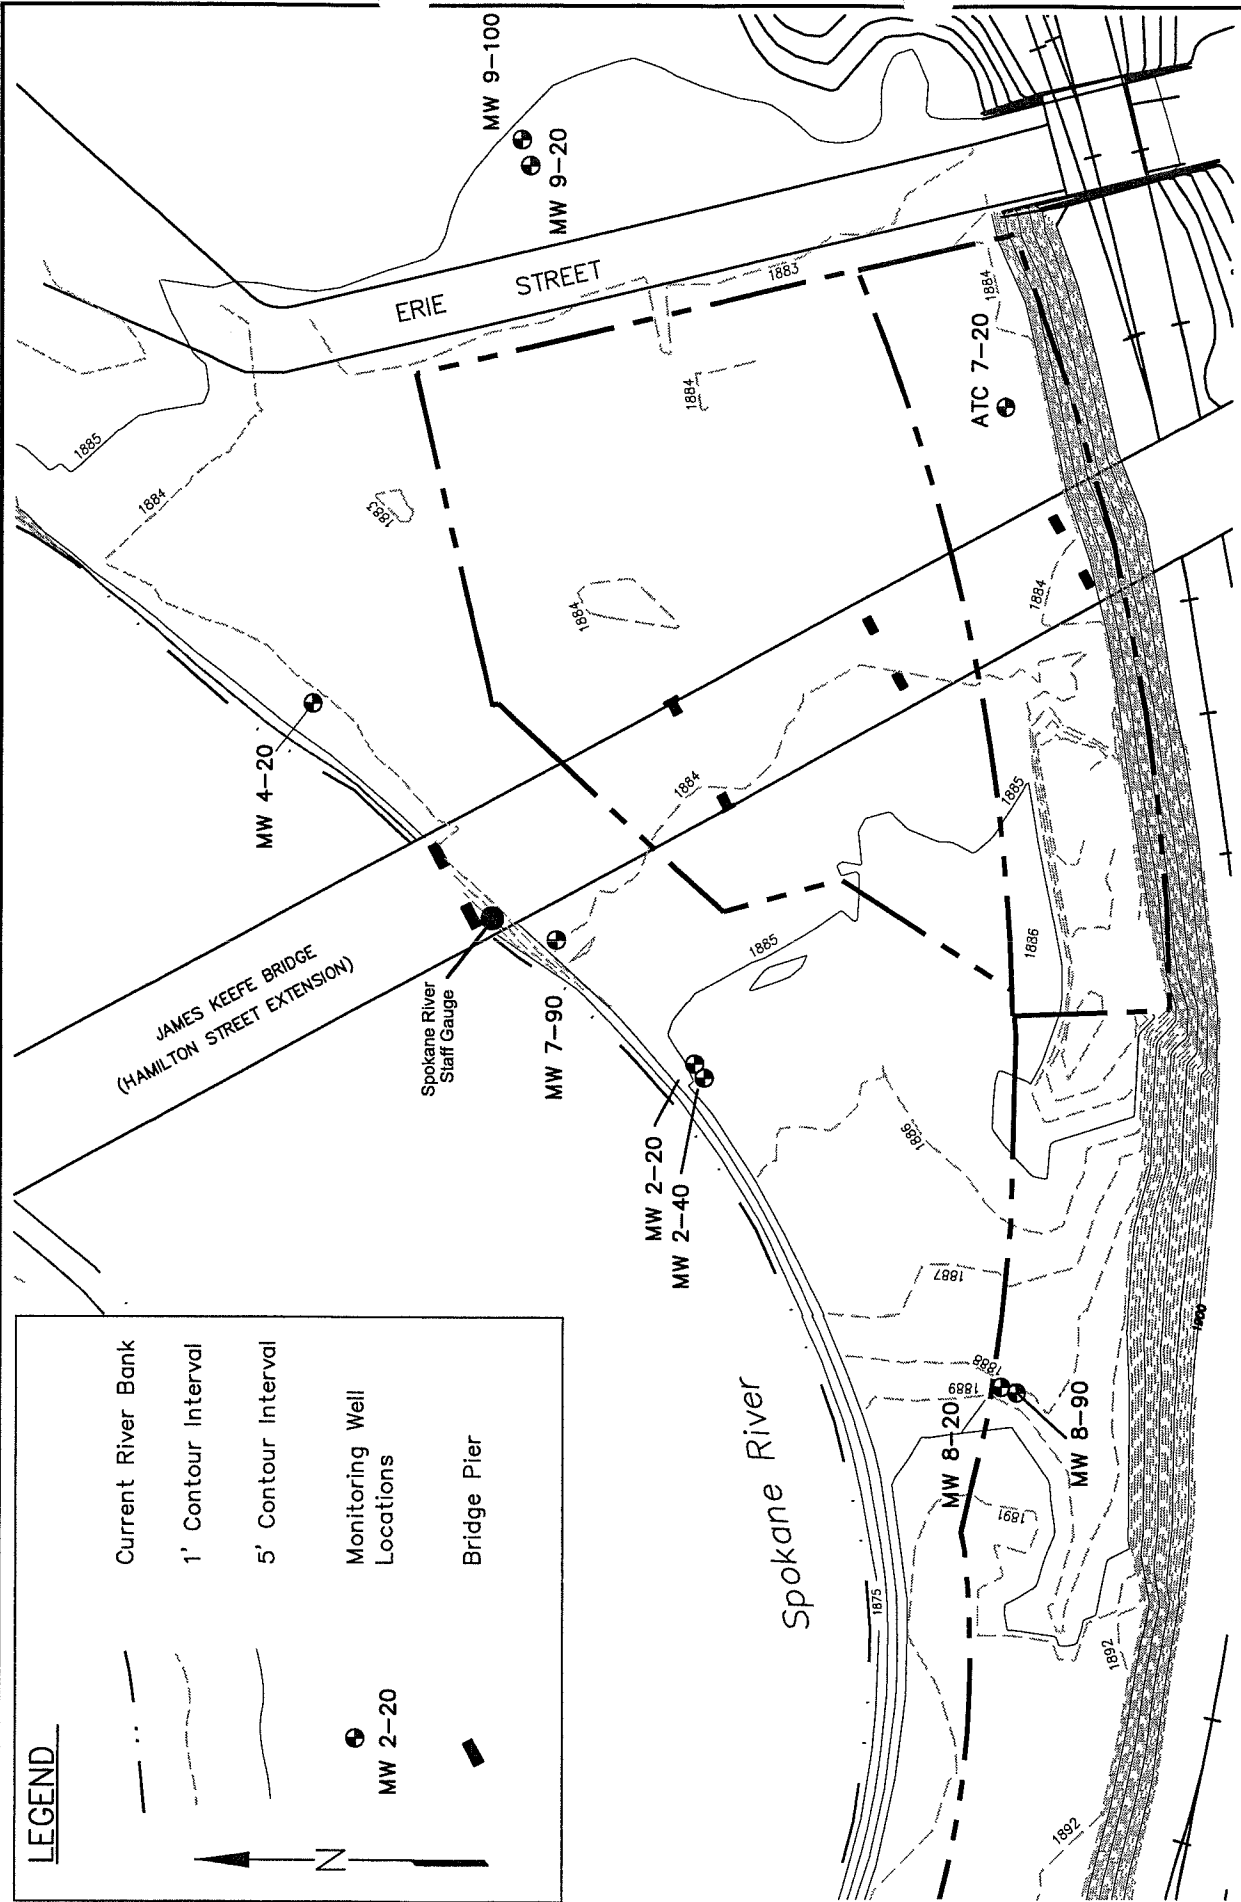 LEGEND
Current River Bank
1' Contour Interval
5' Contour Interval
MW 2-20
Monitoring Well
Locations
Bridge Pier
N
JAMES KEEFE BRIDGE
(HAMILTON STREET EXTENSION)
Spokane River
Staff Gauge
MW 4-20
MW 7-90
MW 2-20
MW 2-40
MW 9-100
MW 9-20
ERIE STREET
ATC 7-20
MW 8-20
MW 8-90
Spokane River
1885
1884
1883
1884
1884
1883
1884
1884
1884
1885
1885
1886
1886
1887
1888
1889
1891
1892
1892
1875
1900